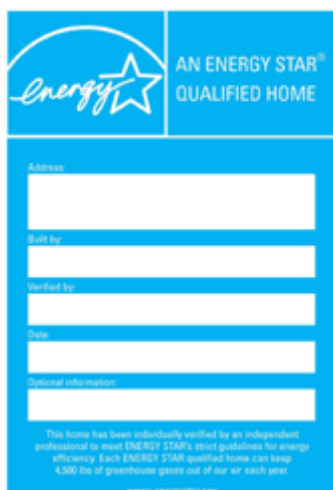 energy
AN ENERGY STAR®
QUALIFIED HOME
Address:
Built by:
Verified by:
Date:
Optional information:
This home has been individually verified by an independent
professional to meet ENERGY STAR's strict guidelines for energy
efficiency. Each ENERGY STAR qualified home can keep
4,500 lbs of greenhouse gases out of our air each year.